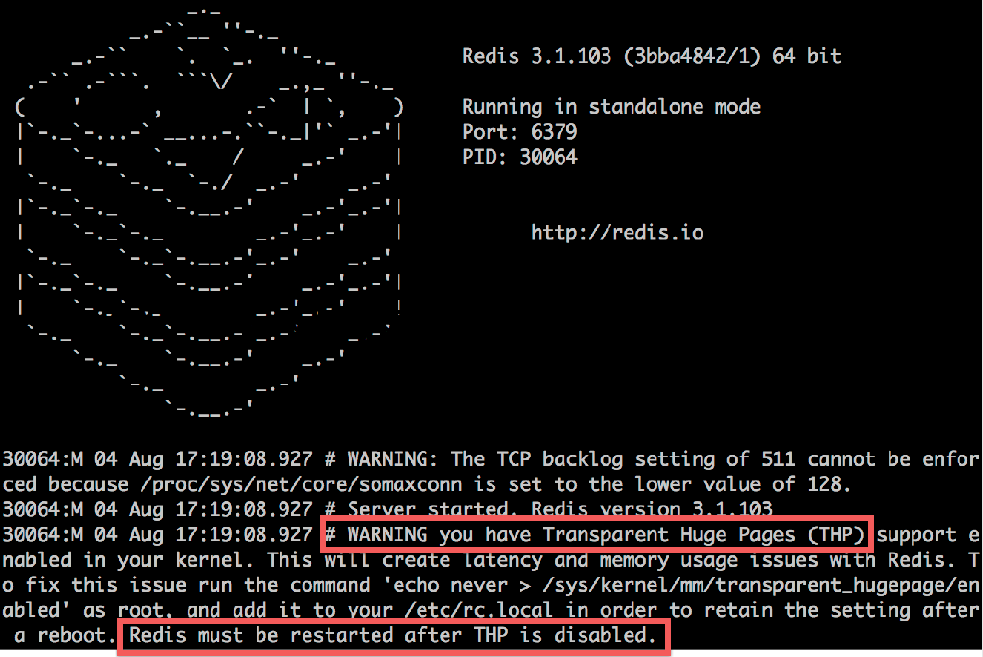 Redis 3.1.103 (3bba4842/1) 64 bit
Running in standalone mode
Port: 6379
PID: 30064
http://redis.io
30064:M 04 Aug 17:19:08.927 # WARNING: The TCP backlog setting of 511 cannot be enfor
ced because /proc/sys/net/core/somaxconn is set to the lower value of 128.
30064:M 04 Aug 17:19:08.927 # Server started, Redis version 3.1.103
30064:M 04 Aug 17:19:08.927 # WARNING you have Transparent Huge Pages (THP) support e
nabled in your kernel. This will create latency and memory usage issues with Redis. T
o fix this issue run the command 'echo never > /sys/kernel/mm/transparent_hugepage/en
abled' as root, and add it to your /etc/rc.local in order to retain the setting after
 a reboot. Redis must be restarted after THP is disabled.